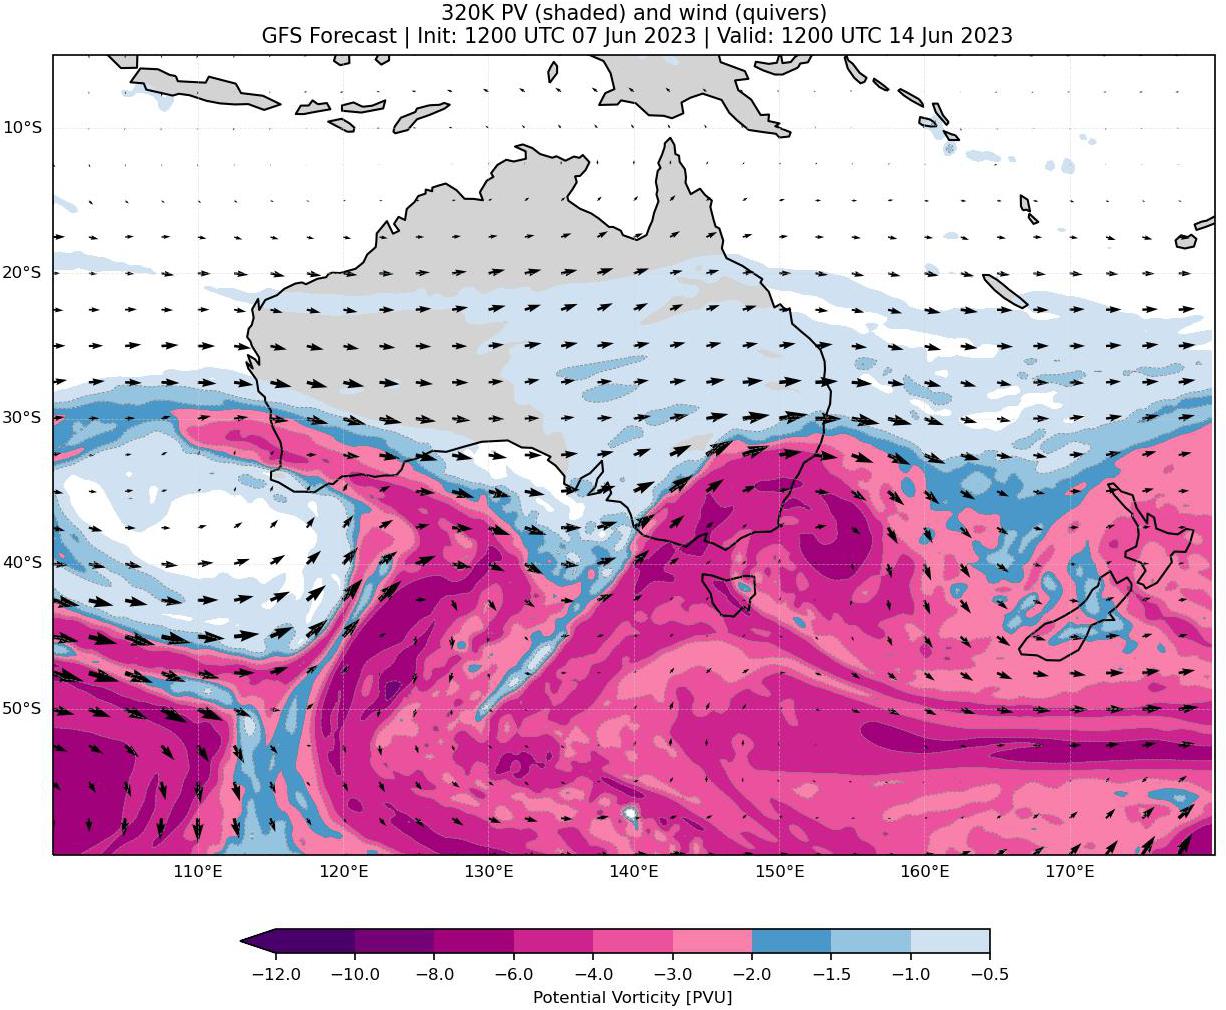 320K PV (shaded) and wind (quivers)
GFS Forecast | Init: 1200 UTC 07 Jun 2023 | Valid: 1200 UTC 14 Jun 2023
10°S
20°S
30°S
40°S
50°S
110°E 120°E 130°E 140°E 150°E 160°E 170°E
−12.0 −10.0 −8.0 −6.0 −4.0 −3.0 −2.0 −1.5 −1.0 −0.5
Potential Vorticity [PVU]